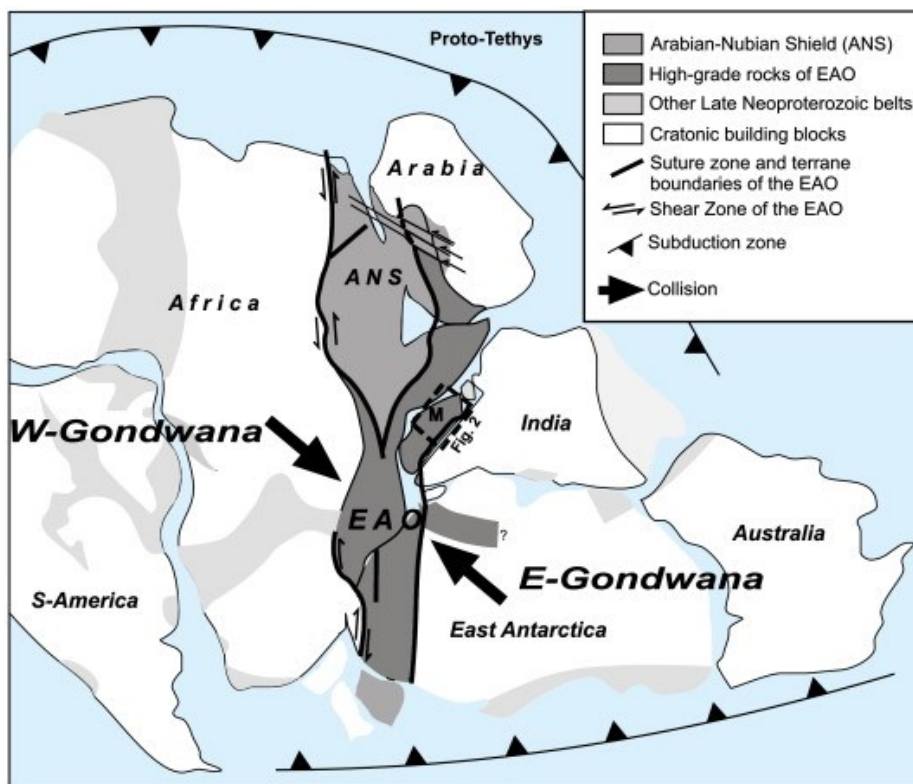 Proto-Tethys
Arabian-Nubian Shield (ANS)
High-grade rocks of EAO
Other Late Neoproterozoic belts
Cratonic building blocks
Suture zone and terrane
boundaries of the EAO
Shear Zone of the EAO
Subduction zone
Collision
Arabia
ANS
Africa
M
Fig. 2
India
W-Gondwana
EAO
?
Australia
E-Gondwana
S-America
East Antarctica